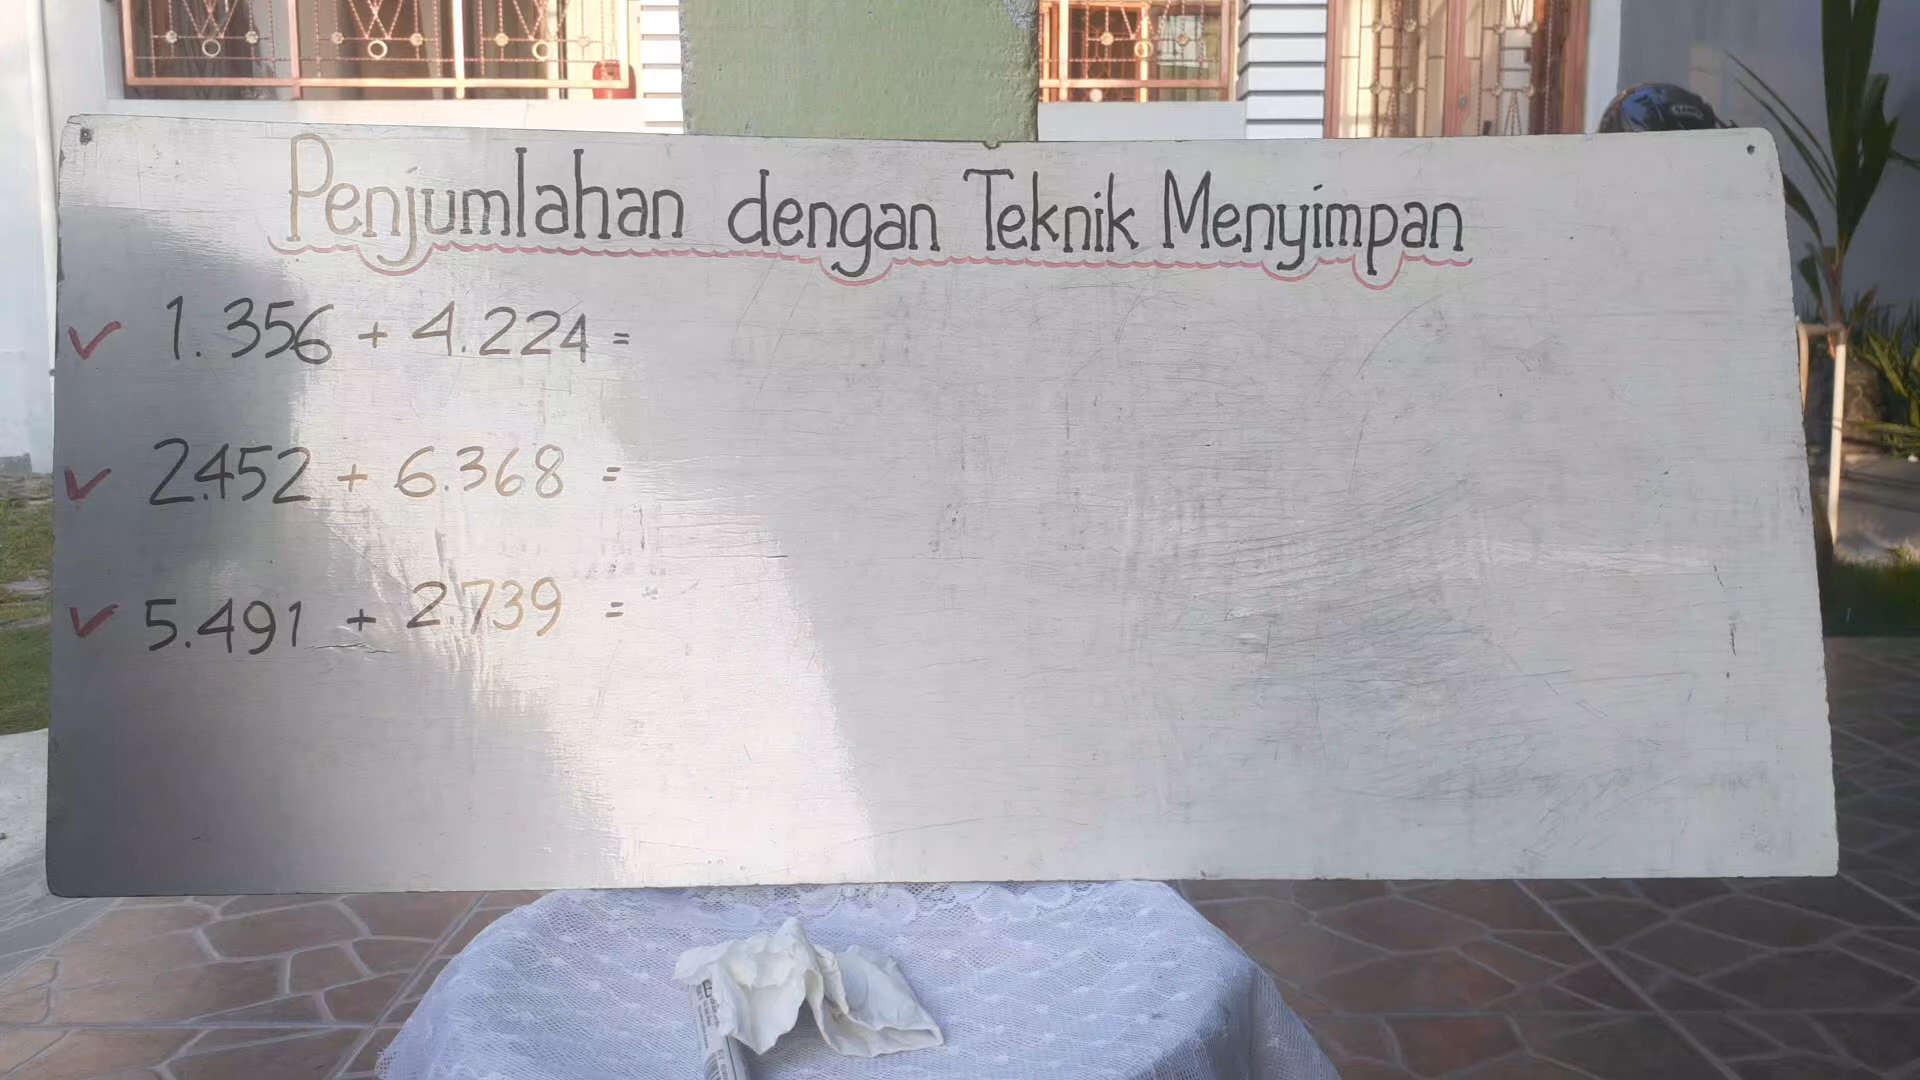 Penjumlahan dengan Teknik Menyimpan
✓ 1.356 + 4.224 =
✓ 2.452 + 6.368 =
✓ 5.491 + 2.739 =